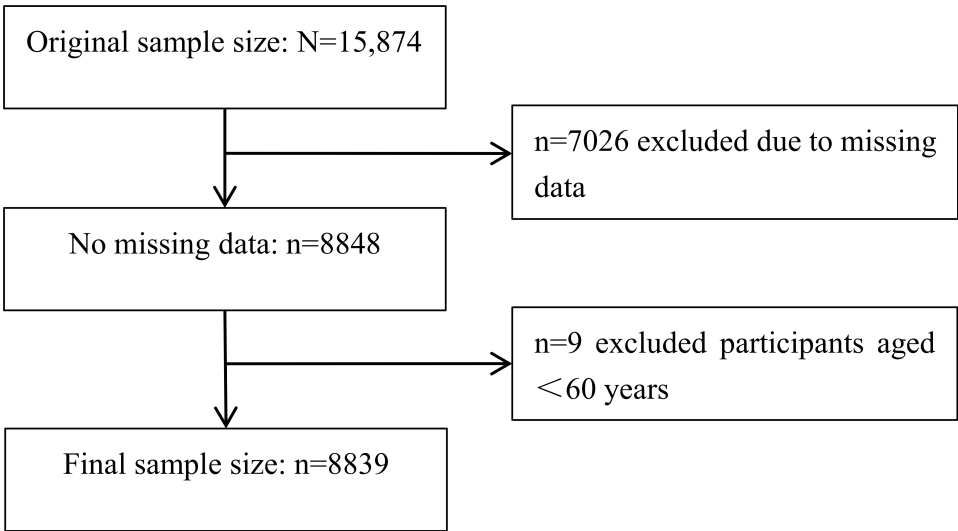 Original sample size: N=15,874
n=7026 excluded due to missing
data
No missing data: n=8848
n=9 excluded participants aged
＜60 years
Final sample size: n=8839